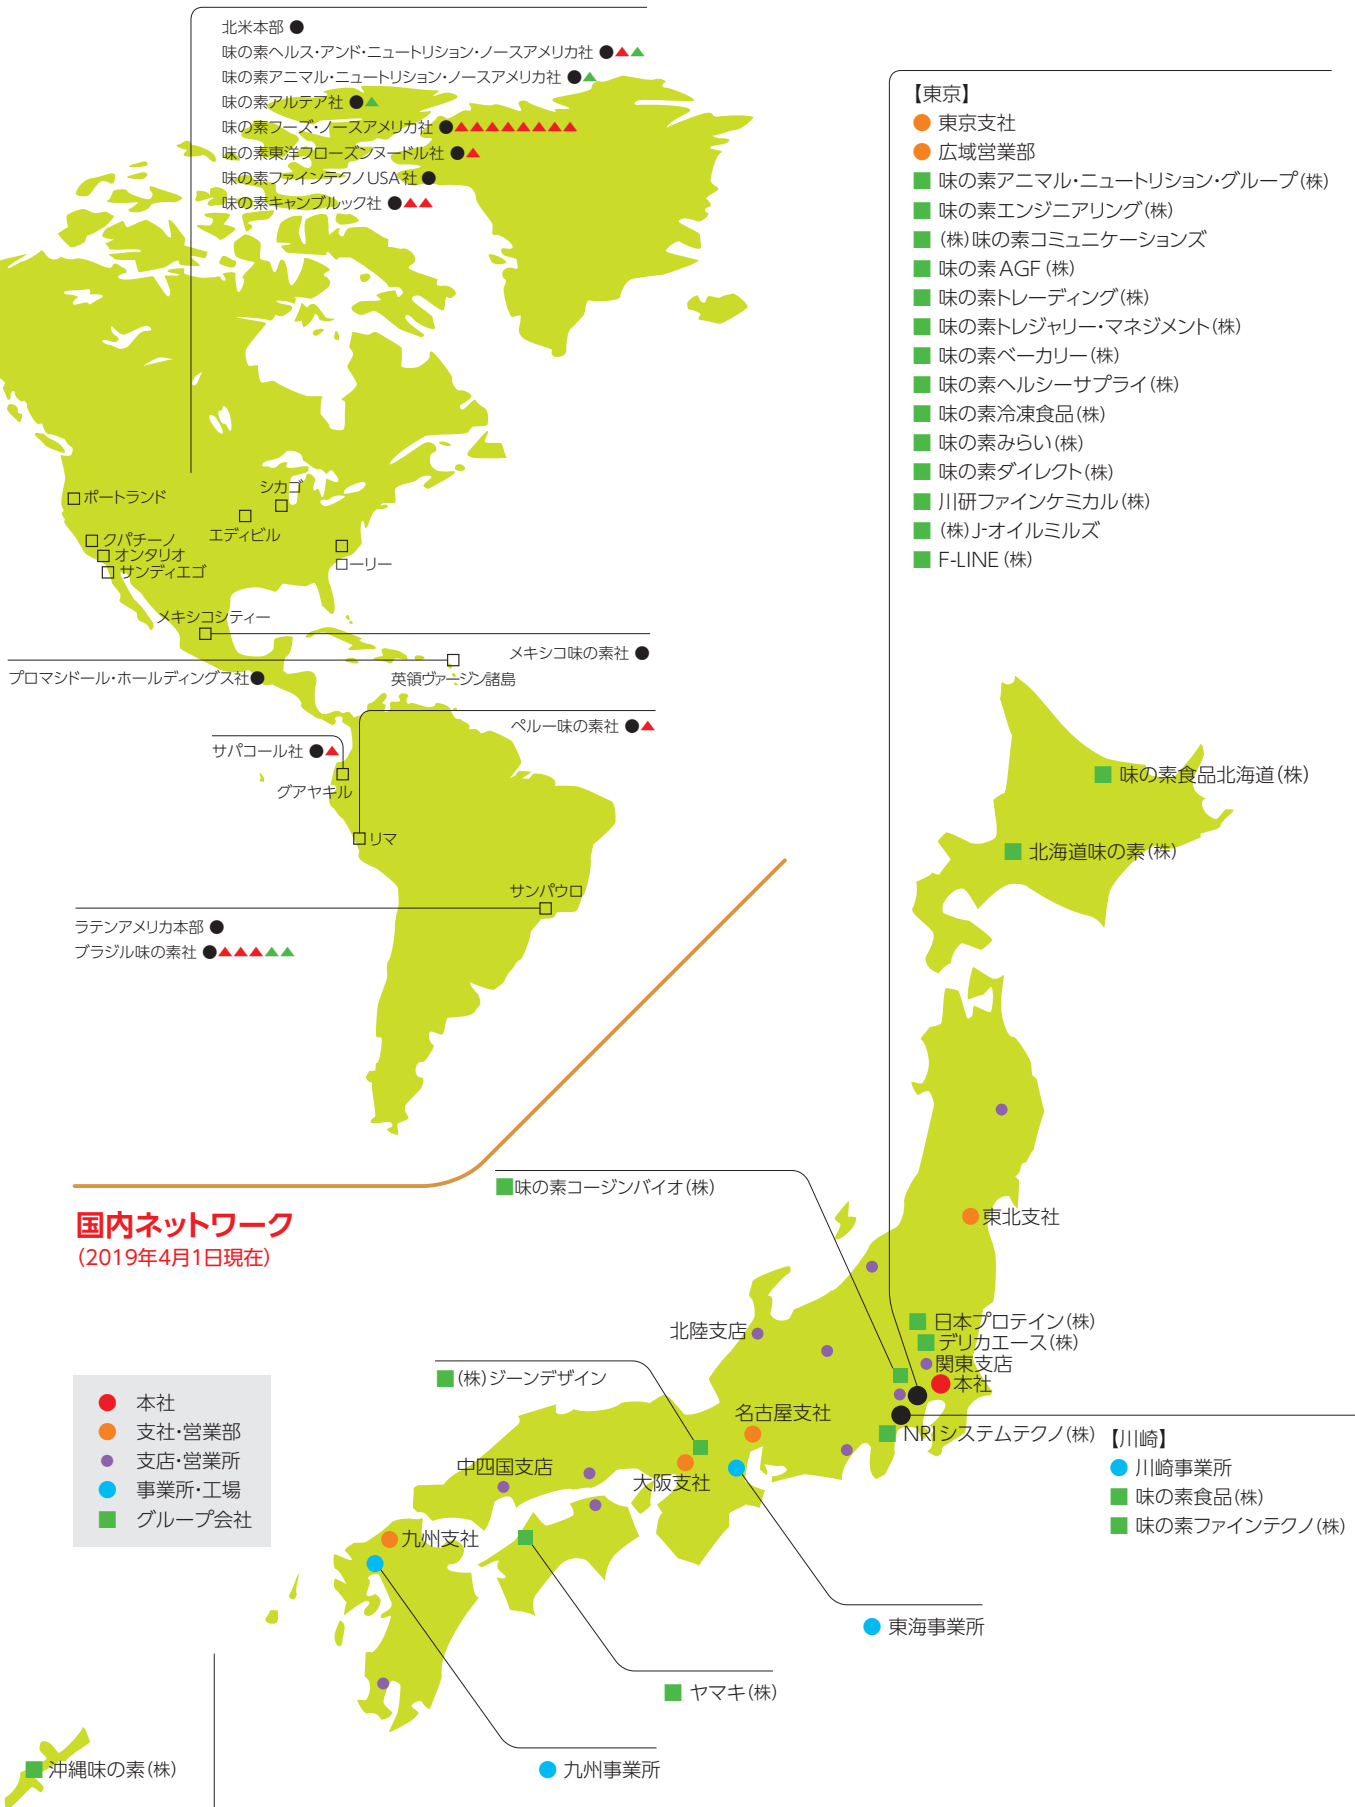 北米本部
味の素ヘルス・アンド・ニュートリション・ノースアメリカ社
味の素アニマル・ニュートリション・ノースアメリカ社
味の素アルテア社
味の素フーズ・ノースアメリカ社
味の素東洋フローズンヌードル社
味の素ファインテクノUSA社
味の素キャンブルック社
ポートランド
シカゴ
エディビル
クパチーノ
オンタリオ
サンディエゴ
ローリー
メキシコシティー
メキシコ味の素社
プロマシドール・ホールディングス社
英領ヴァージン諸島
ペルー味の素社
サパコール社
グアヤキル
リマ
サンパウロ
ラテンアメリカ本部
ブラジル味の素社
【東京】
東京支社
広域営業部
味の素アニマル・ニュートリション・グループ(株)
味の素エンジニアリング(株)
(株)味の素コミュニケーションズ
味の素AGF(株)
味の素トレーディング(株)
味の素トレジャリー・マネジメント(株)
味の素ベーカリー(株)
味の素ヘルシーサプライ(株)
味の素冷凍食品(株)
味の素みらい(株)
味の素ダイレクト(株)
川研ファインケミカル(株)
(株)J-オイルミルズ
F-LINE(株)
味の素食品北海道(株)
北海道味の素(株)
国内ネットワーク
(2019年4月1日現在)
味の素コージンバイオ(株)
東北支社
日本プロテイン(株)
デリカエース(株)
関東支店
本社
北陸支店
(株)ジーンデザイン
名古屋支社
NRIシステムテクノ(株)
【川崎】
川崎事業所
味の素食品(株)
味の素ファインテクノ(株)
本社
支社・営業部
支店・営業所
事業所・工場
グループ会社
中四国支店
大阪支社
九州支社
東海事業所
ヤマキ(株)
九州事業所
沖縄味の素(株)